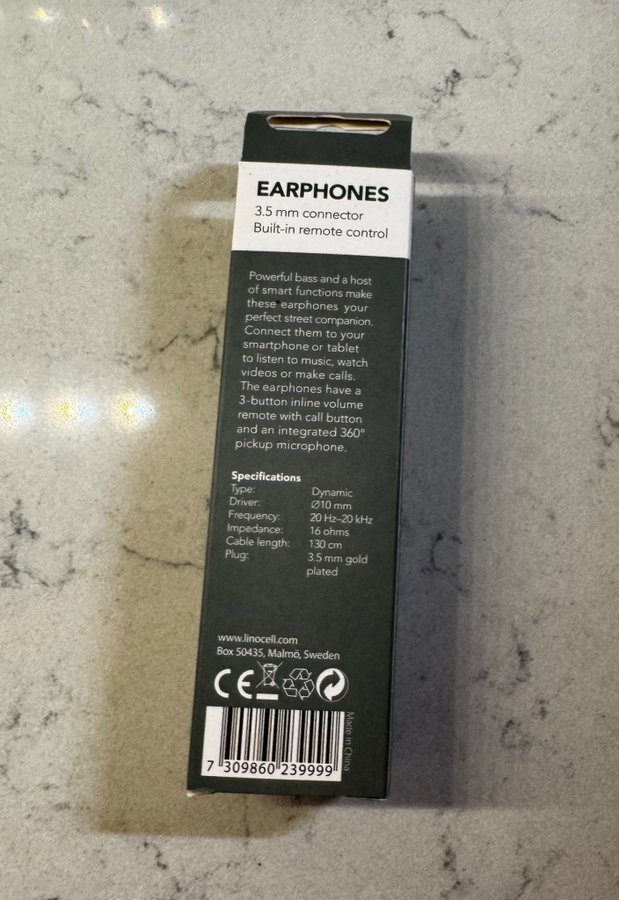 EARPHONES
3.5 mm connector
Built-in remote control
Powerful bass and a host
of smart functions make
these earphones your
perfect street companion.
Connect them to your
smartphone or tablet
to listen to music, watch
videos or make calls.
The earphones have a
3-button inline volume
remote with call button
and an integrated 360°
pickup microphone.
Specifications
Type: Dynamic
Driver: Ø10 mm
Frequency: 20 Hz–20 kHz
Impedance: 16 ohms
Cable length: 130 cm
Plug: 3.5 mm gold
plated
www.linocell.com
Box 50435, Malmö, Sweden
CE
Made in China
7 309860 239999